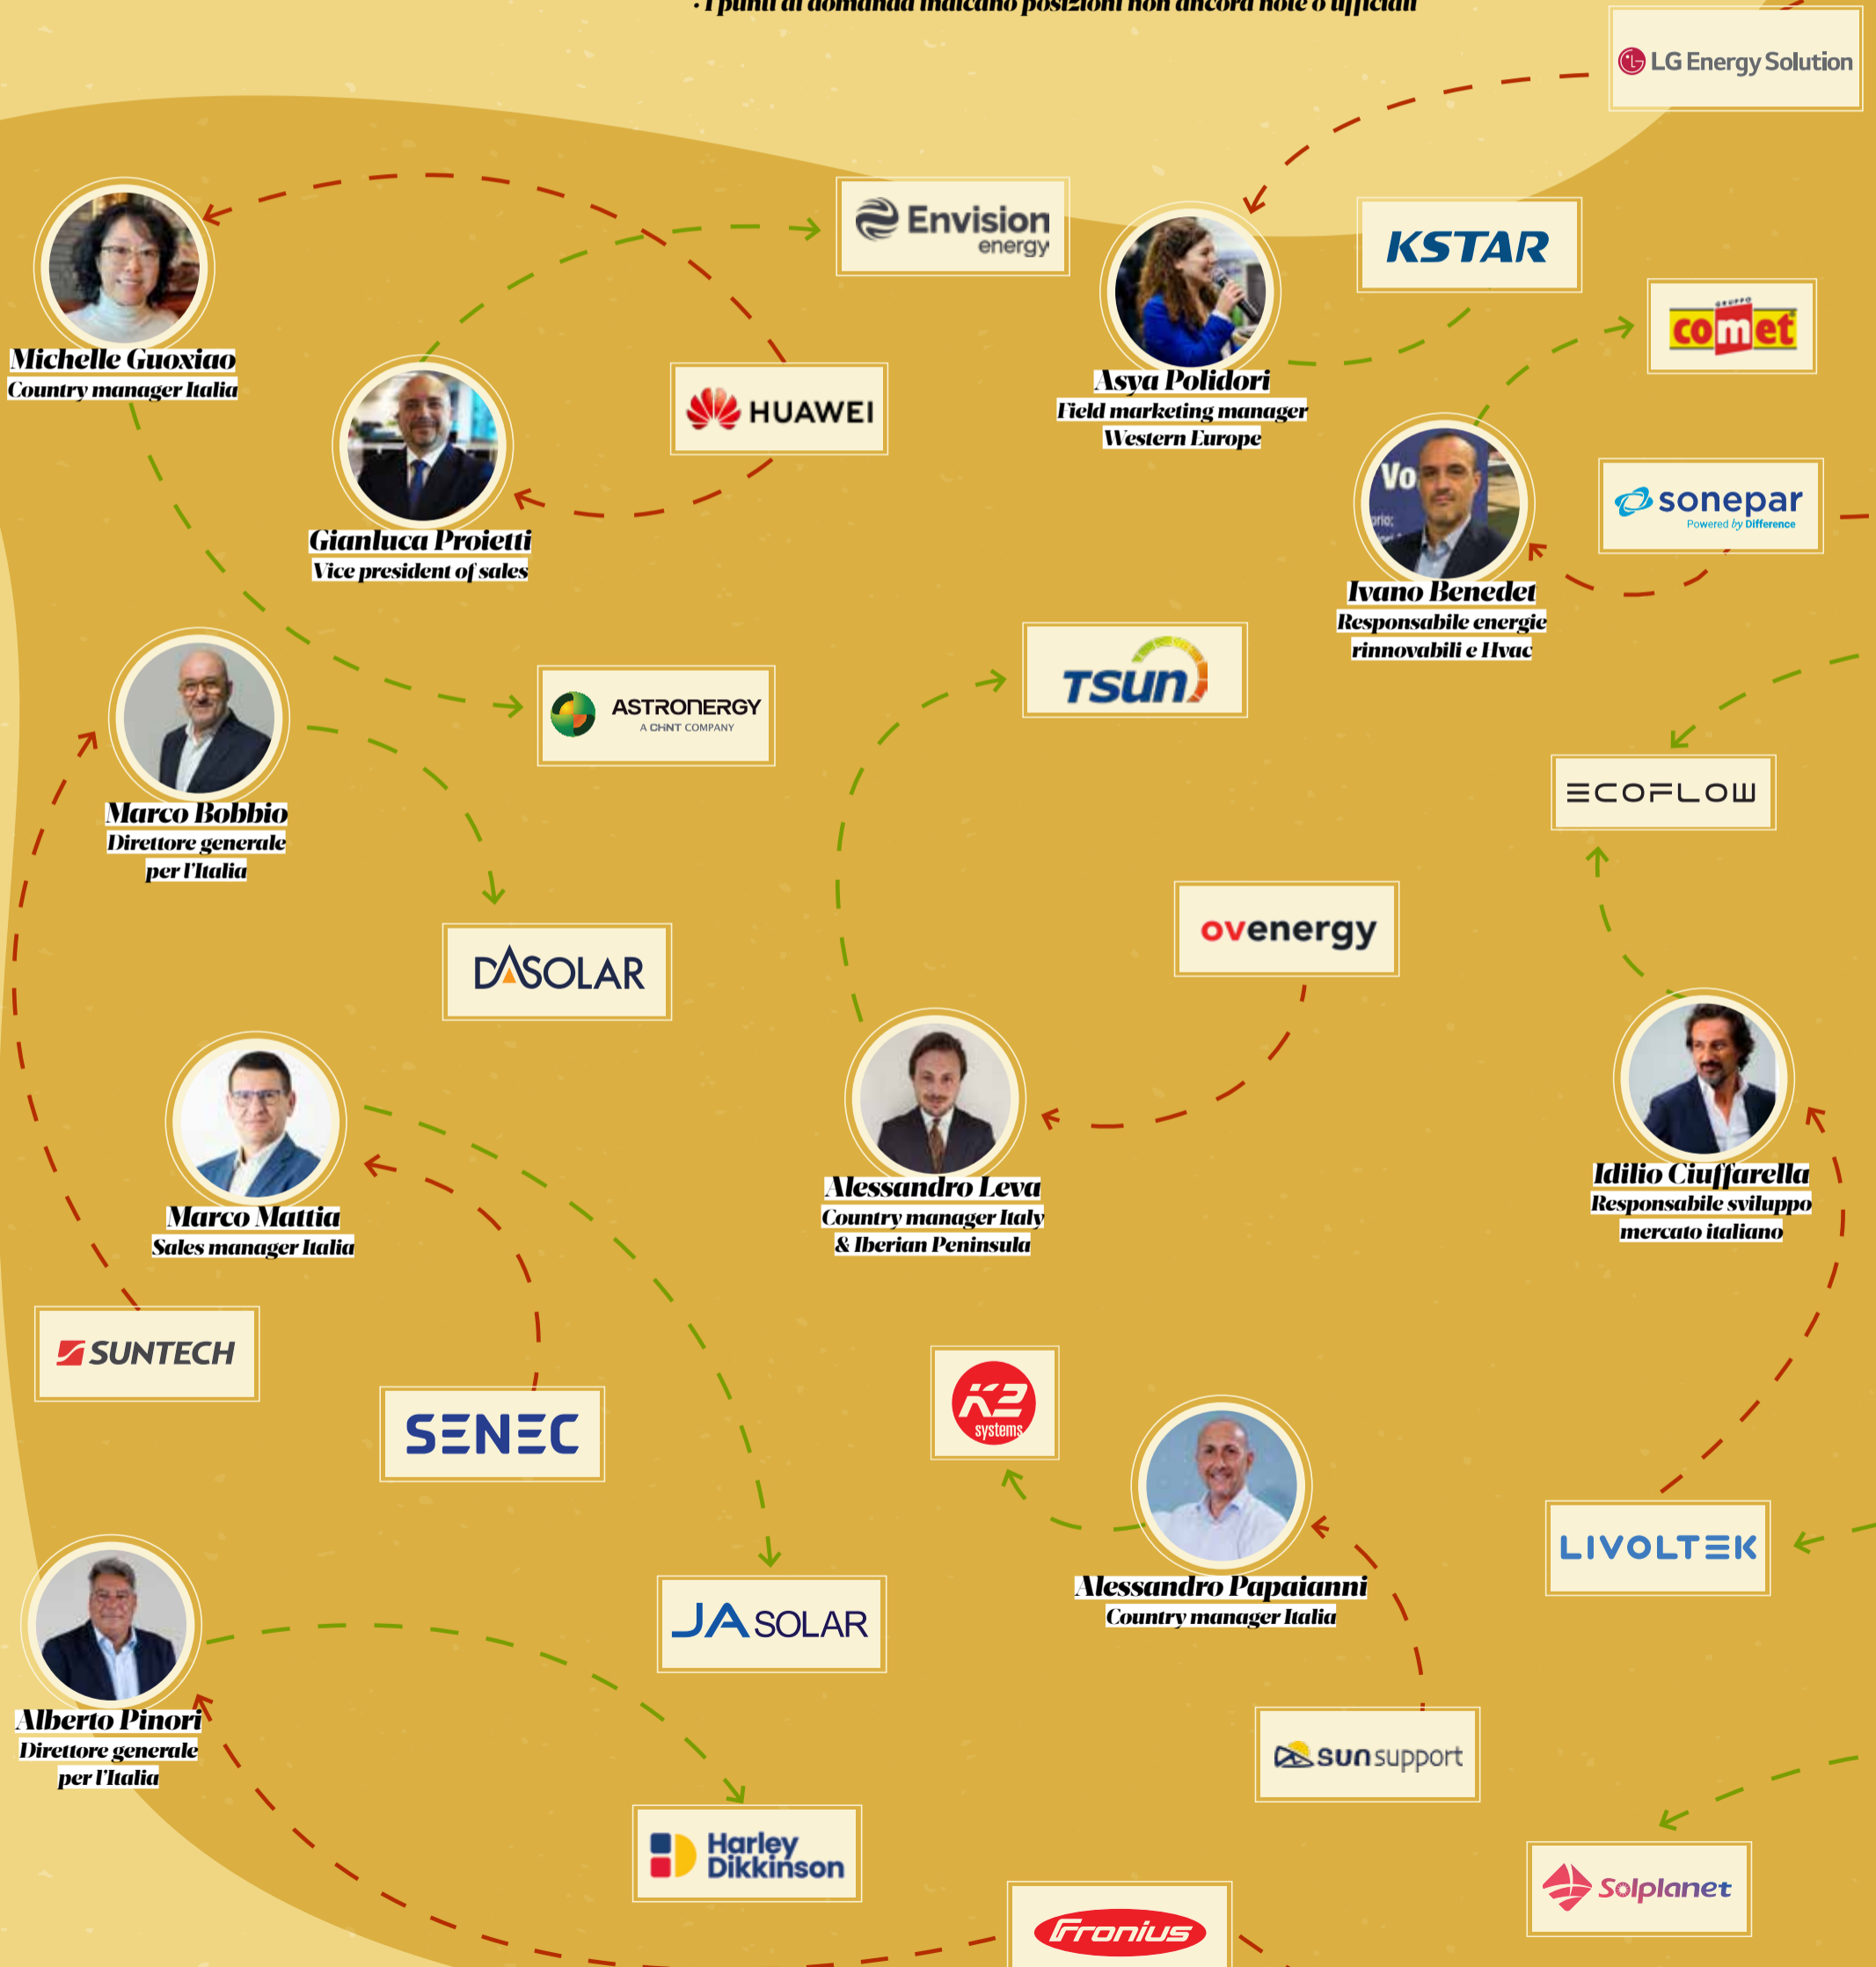 · I punti di domanda indicano posizioni non ancora note o ufficiali
LG Energy Solution
Envision
energy
KSTAR
GRUPPO
comet
Michelle Guoxiao
Country manager Italia
HUAWEI
Asya Polidori
Field marketing manager
Western Europe
Vo
ario;
sonepar
Powered by Difference
Gianluca Proietti
Vice president of sales
Ivano Benedet
Responsabile energie
rinnovabili e Hvac
TSUN
ASTRONERGY
A CHNT COMPANY
ECOFLOW
Marco Bobbio
Direttore generale
per l'Italia
DASOLAR
ovenergy
Marco Mattia
Sales manager Italia
Alessandro Leva
Country manager Italy
& Iberian Peninsula
Idilio Ciuffarella
Responsabile sviluppo
mercato italiano
SUNTECH
SENEC
K2
systems
LIVOLTEK
Alessandro Papaianni
Country manager Italia
JA SOLAR
Alberto Pinori
Direttore generale
per l'Italia
sunsupport
Harley
Dikkinson
Solplanet
Fronius